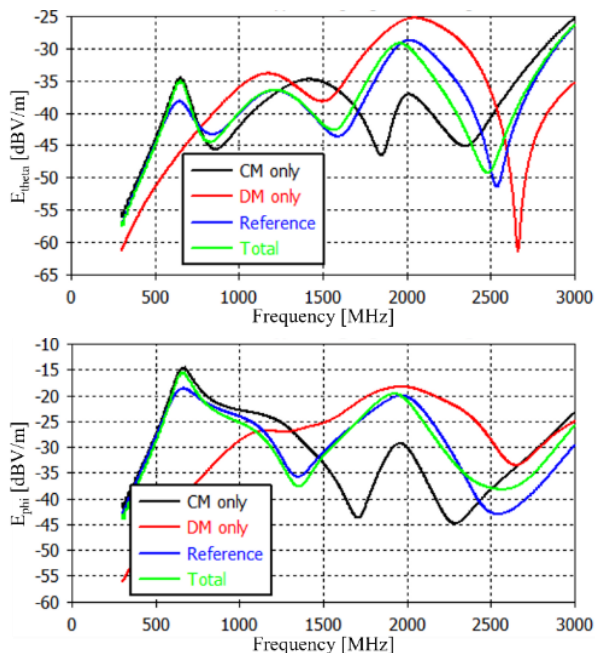 -25
-30
-35
-40
-45
-50
-55
-60
-65
E_theta [dBV/m]
CM only
DM only
Reference
Total
0 500 1000 1500 2000 2500 3000
Frequency [MHz]
-10
-15
-20
-25
-30
-35
-40
-45
-50
-55
-60
E_phi [dBV/m]
CM only
DM only
Reference
Total
0 500 1000 1500 2000 2500 3000
Frequency [MHz]